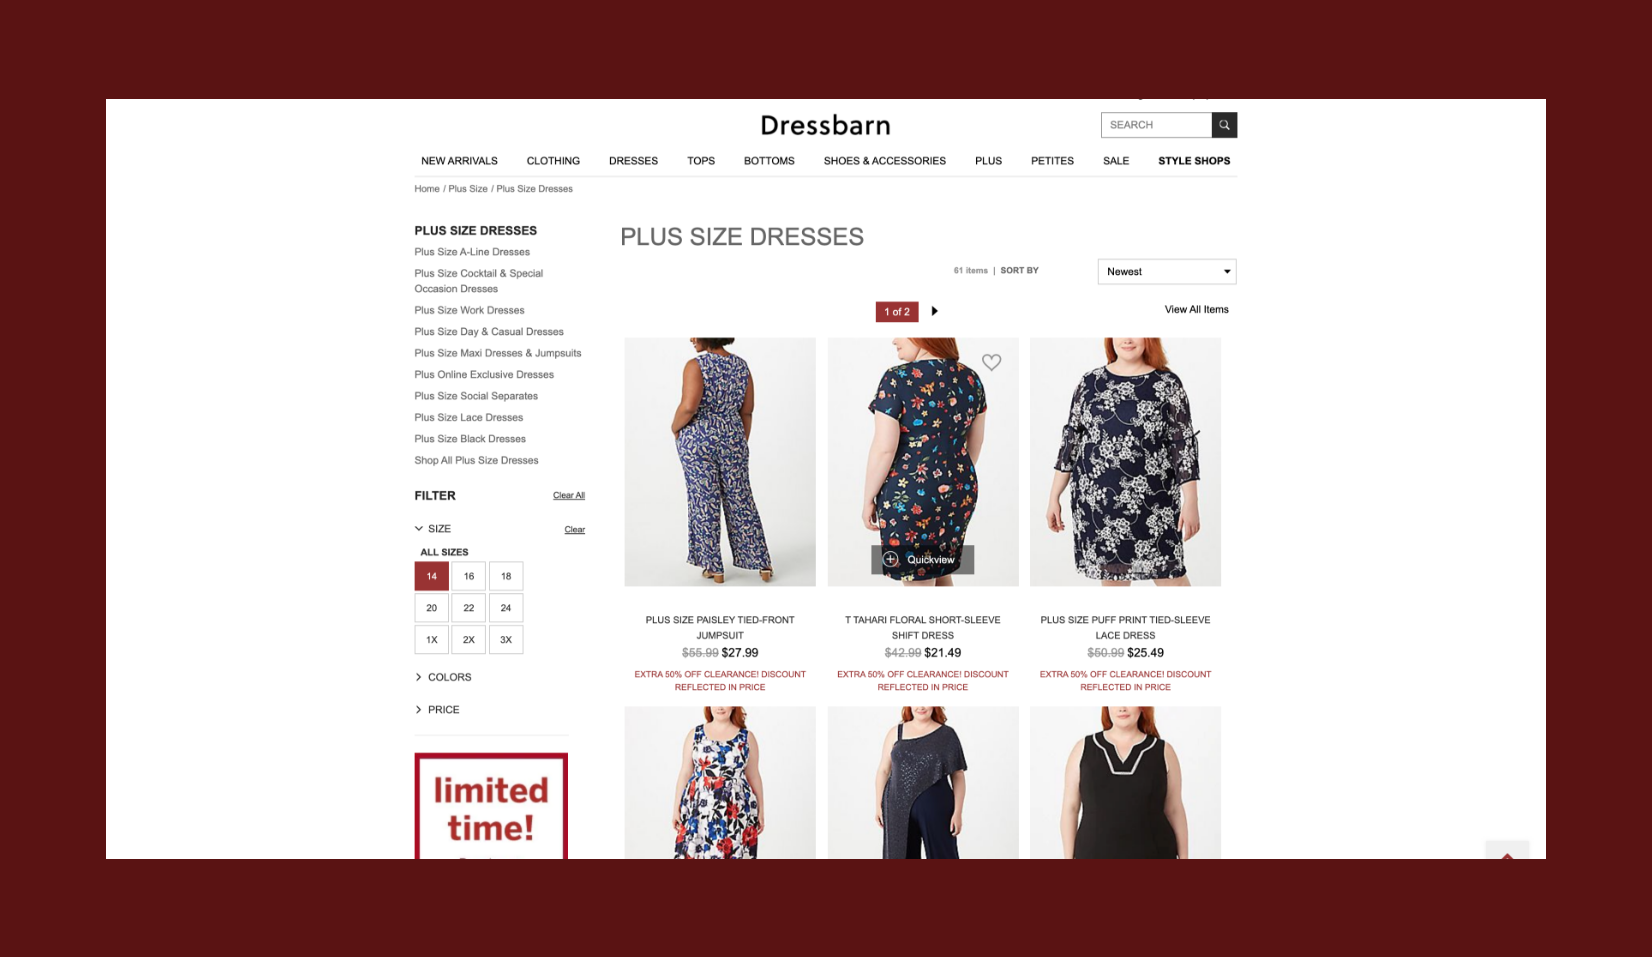 Dressbarn
SEARCH
NEW ARRIVALS CLOTHING DRESSES TOPS BOTTOMS SHOES & ACCESSORIES PLUS PETITES SALE STYLE SHOPS
Home / Plus Size / Plus Size Dresses
PLUS SIZE DRESSES
Plus Size A-Line Dresses
Plus Size Cocktail & Special
Occasion Dresses
Plus Size Work Dresses
Plus Size Day & Casual Dresses
Plus Size Maxi Dresses & Jumpsuits
Plus Online Exclusive Dresses
Plus Size Social Separates
Plus Size Lace Dresses
Plus Size Black Dresses
Shop All Plus Size Dresses
FILTER Clear All
SIZE Clear
ALL SIZES
14 16 18
20 22 24
1X 2X 3X
COLORS
PRICE
limited
time!
PLUS SIZE DRESSES
61 items | SORT BY
Newest
1 of 2
View All Items
Quickview
PLUS SIZE PAISLEY TIED-FRONT
JUMPSUIT
$55.99 $27.99
EXTRA 50% OFF CLEARANCE! DISCOUNT
REFLECTED IN PRICE
T TAHARI FLORAL SHORT-SLEEVE
SHIFT DRESS
$42.99 $21.49
EXTRA 50% OFF CLEARANCE! DISCOUNT
REFLECTED IN PRICE
PLUS SIZE PUFF PRINT TIED-SLEEVE
LACE DRESS
$50.99 $25.49
EXTRA 50% OFF CLEARANCE! DISCOUNT
REFLECTED IN PRICE